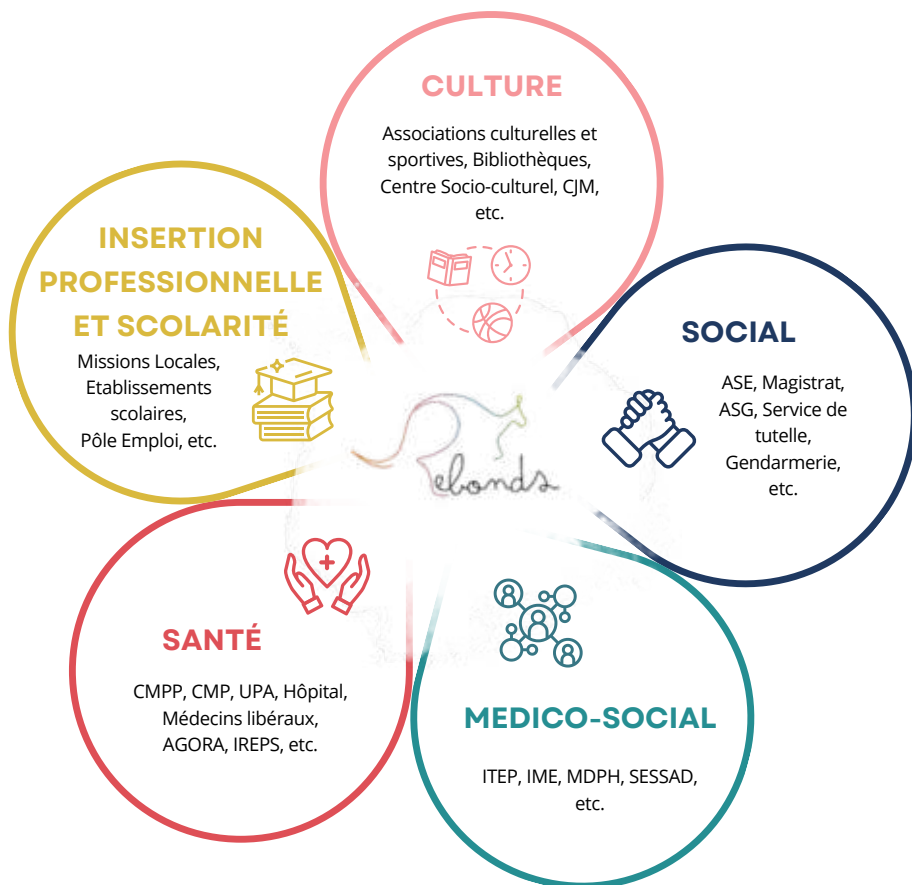 CULTURE
Associations culturelles et
sportives, Bibliothèques,
Centre Socio-culturel, CJM,
etc.
INSERTION
PROFESSIONNELLE
ET SCOLARITÉ
Missions Locales,
Etablissements
scolaires,
Pôle Emploi, etc.
SOCIAL
ASE, Magistrat,
ASG, Service de
tutelle,
Gendarmerie,
etc.
Rebonds
SANTÉ
CMPP, CMP, UPA, Hôpital,
Médecins libéraux,
AGORA, IREPS, etc.
MEDICO-SOCIAL
ITEP, IME, MDPH, SESSAD,
etc.